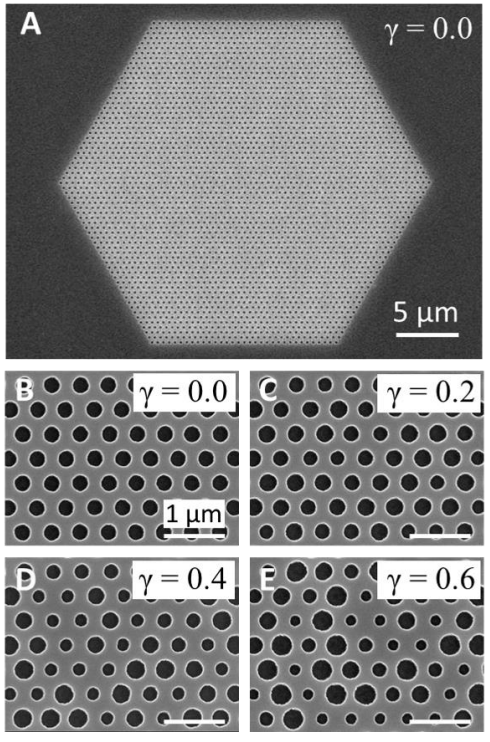 A
γ = 0.0
5 μm
B
γ = 0.0
C
γ = 0.2
1 μm
D
γ = 0.4
E
γ = 0.6